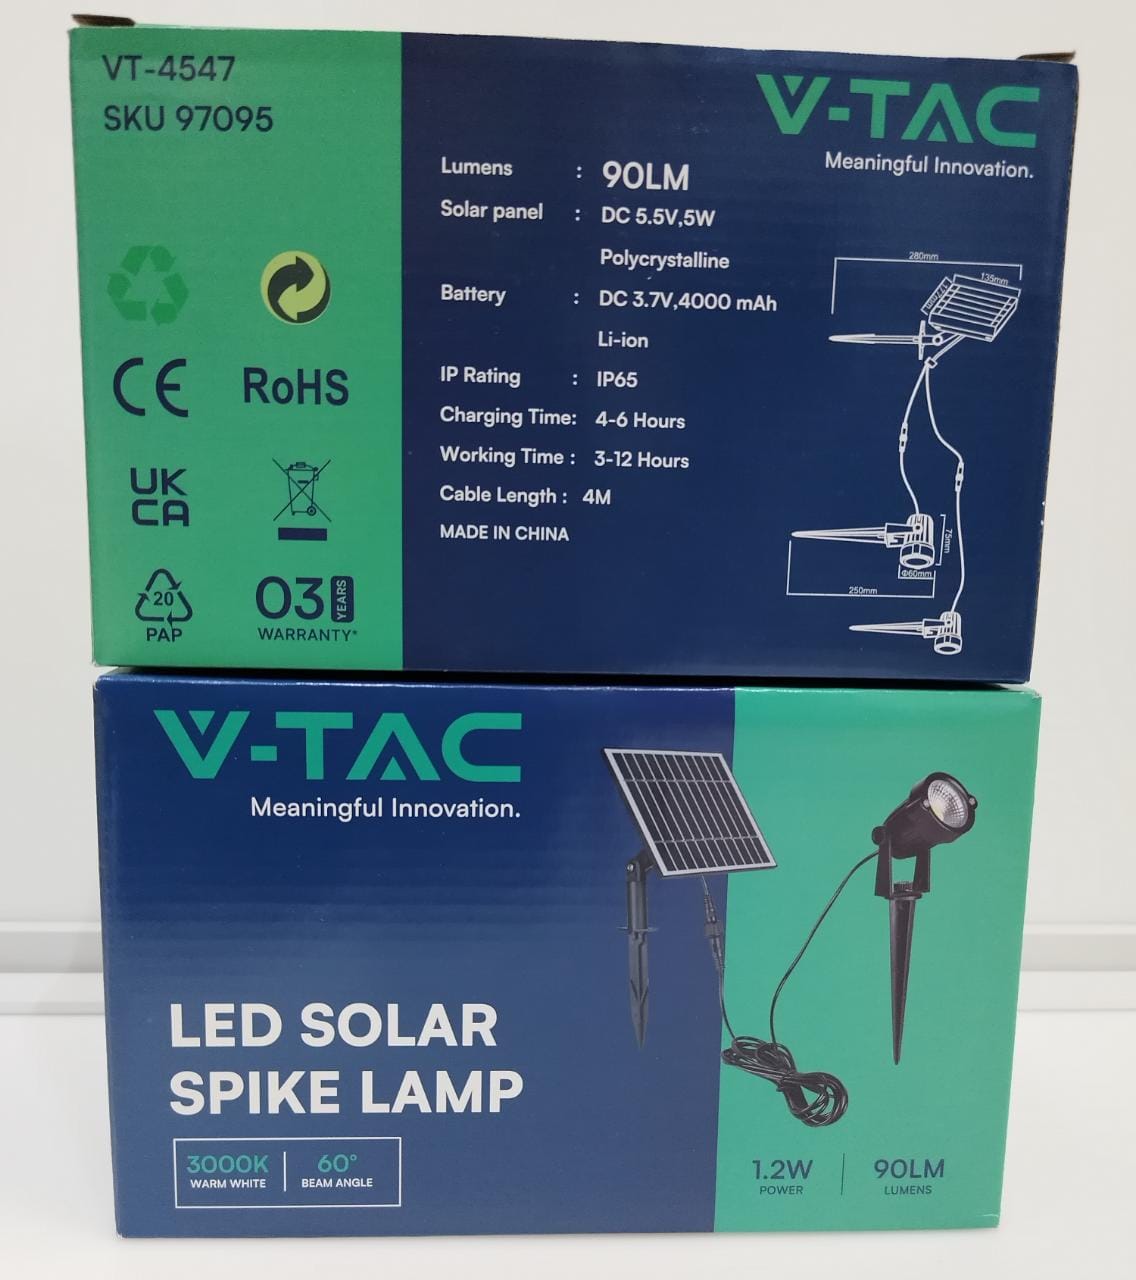 VT-4547
SKU 97095
V-TAC
Meaningful Innovation.
Lumens : 90LM
Solar panel : DC 5.5V,5W
Polycrystalline
Battery : DC 3.7V,4000 mAh
Li-ion
IP Rating : IP65
Charging Time: 4-6 Hours
Working Time : 3-12 Hours
Cable Length : 4M
MADE IN CHINA
280mm
135mm
75mm
Φ60mm
250mm
CE
RoHS
UK
CA
20
PAP
03 YEARS
WARRANTY*
V-TAC
Meaningful Innovation.
LED SOLAR
SPIKE LAMP
3000K
WARM WHITE
60°
BEAM ANGLE
1.2W
POWER
90LM
LUMENS